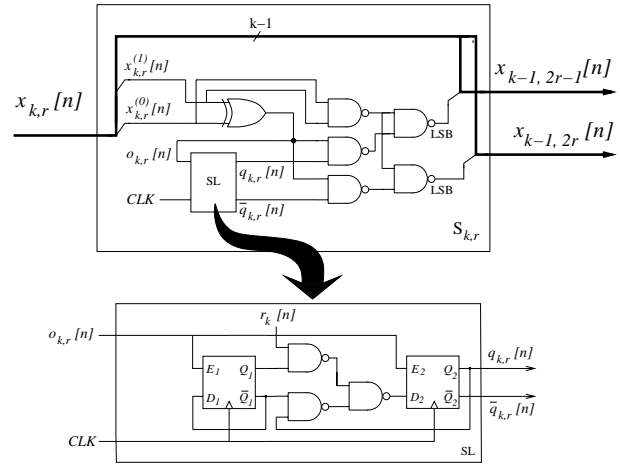 k−1
x_{k,r}^{(1)}[n]
x_{k−1, 2r−1}[n]
x_{k,r}[n]
x_{k,r}^{(0)}[n]
LSB
x_{k−1, 2r}[n]
o_{k,r}[n]
SL
q_{k,r}[n]
CLK
q̅_{k,r}[n]
LSB
S_{k,r}
r_k[n]
o_{k,r}[n]
E_1 Q_1 E_2 Q_2 q_{k,r}[n]
D_1 Q̅_1 D_2 Q̅_2 q̅_{k,r}[n]
CLK
SL